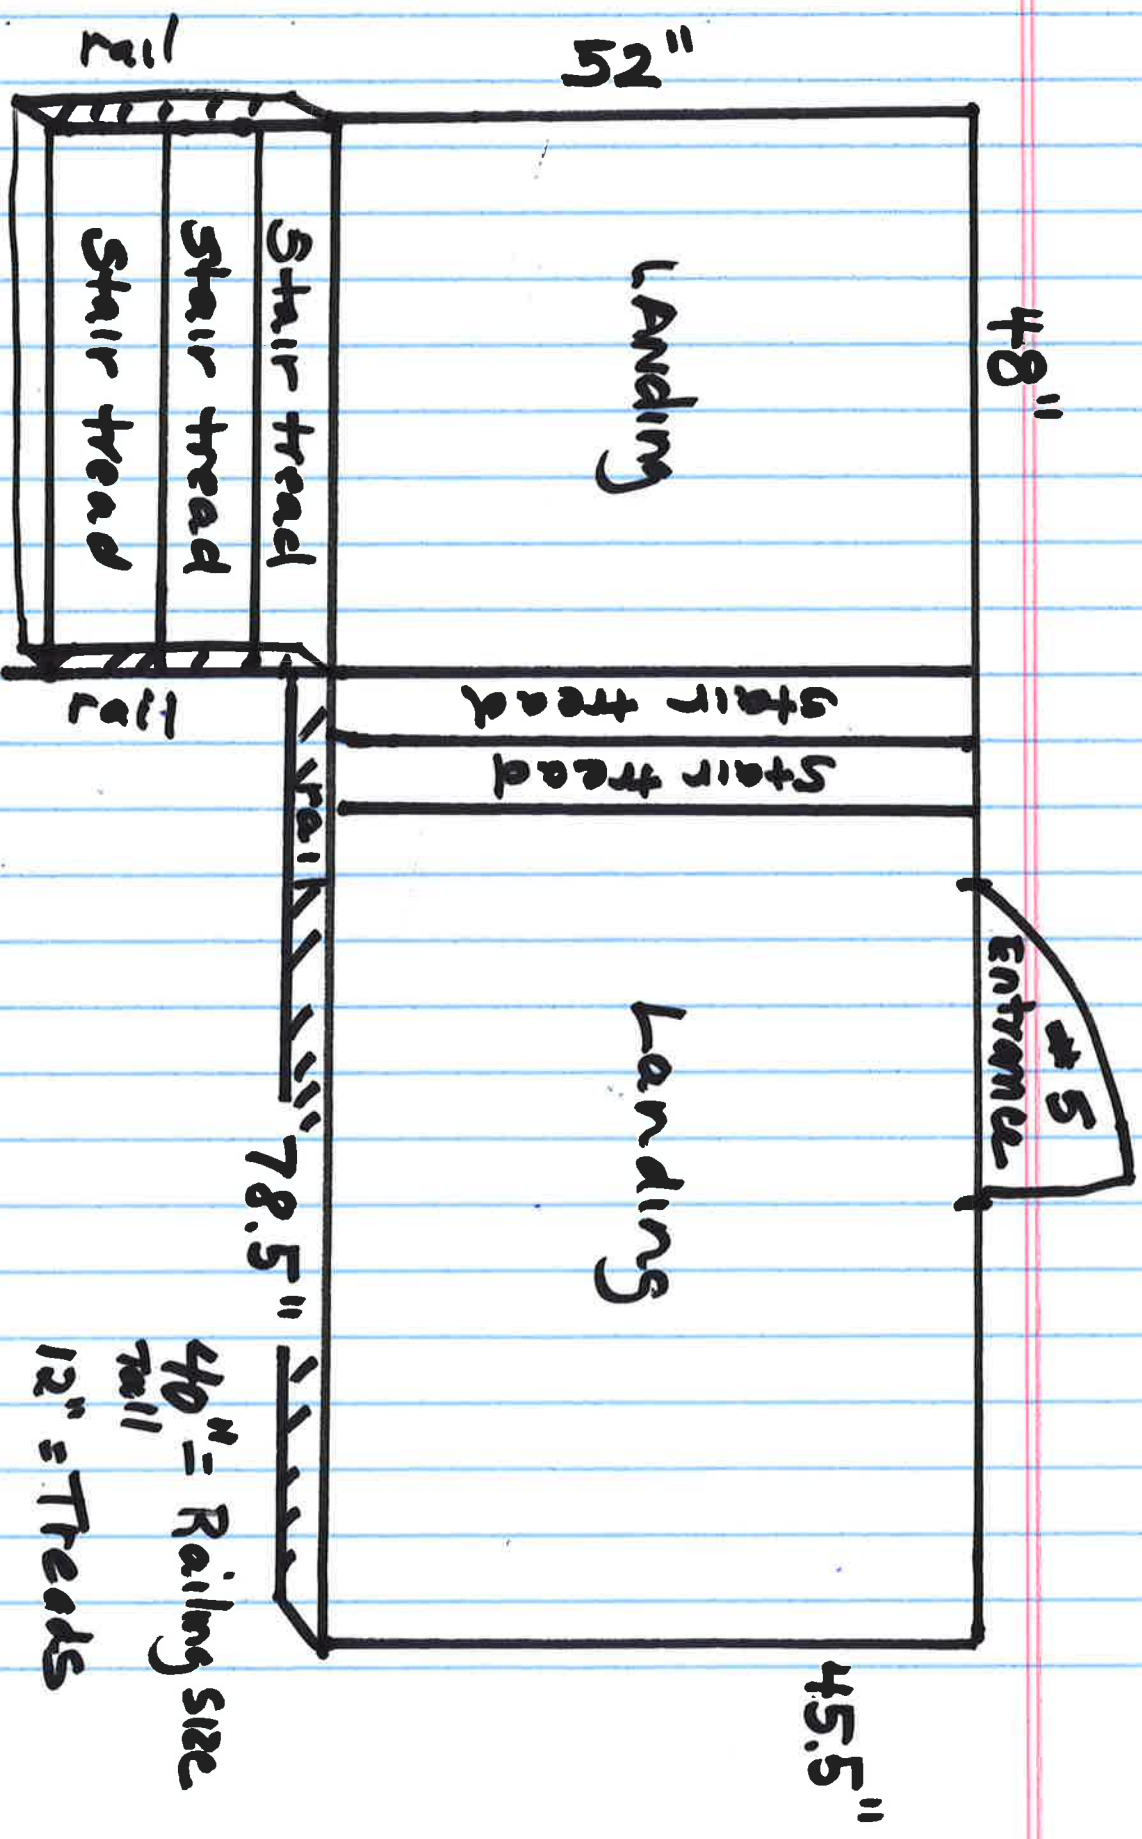 48"
#5
Entrance
52"
LANding
Landing
45.5"
Stair tread
Stair tread
rail
78.5"
Stair tread
Stair tread
Stair tread
rail
rail
40" = Railing size
Tall
12" = Treads